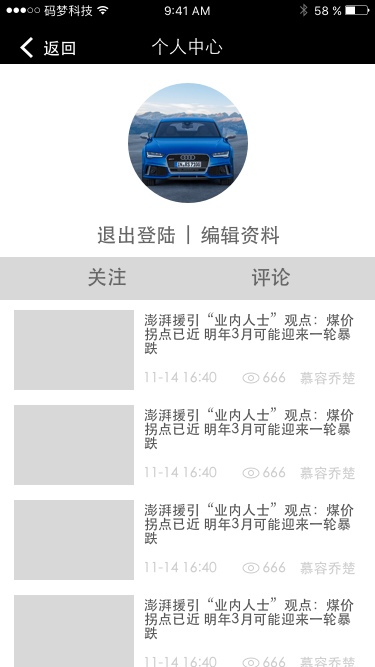 码梦科技 9:41 AM 58 %
返回 个人中心
退出登陆 | 编辑资料
关注 评论
澎湃援引“业内人士”观点：煤价
拐点已近 明年3月可能迎来一轮暴
跌
11-14 16:40 666 慕容乔楚
澎湃援引“业内人士”观点：煤价
拐点已近 明年3月可能迎来一轮暴
跌
11-14 16:40 666 慕容乔楚
澎湃援引“业内人士”观点：煤价
拐点已近 明年3月可能迎来一轮暴
跌
11-14 16:40 666 慕容乔楚
澎湃援引“业内人士”观点：煤价
拐点已近 明年3月可能迎来一轮暴
跌
11-14 16:40 666 慕容乔楚